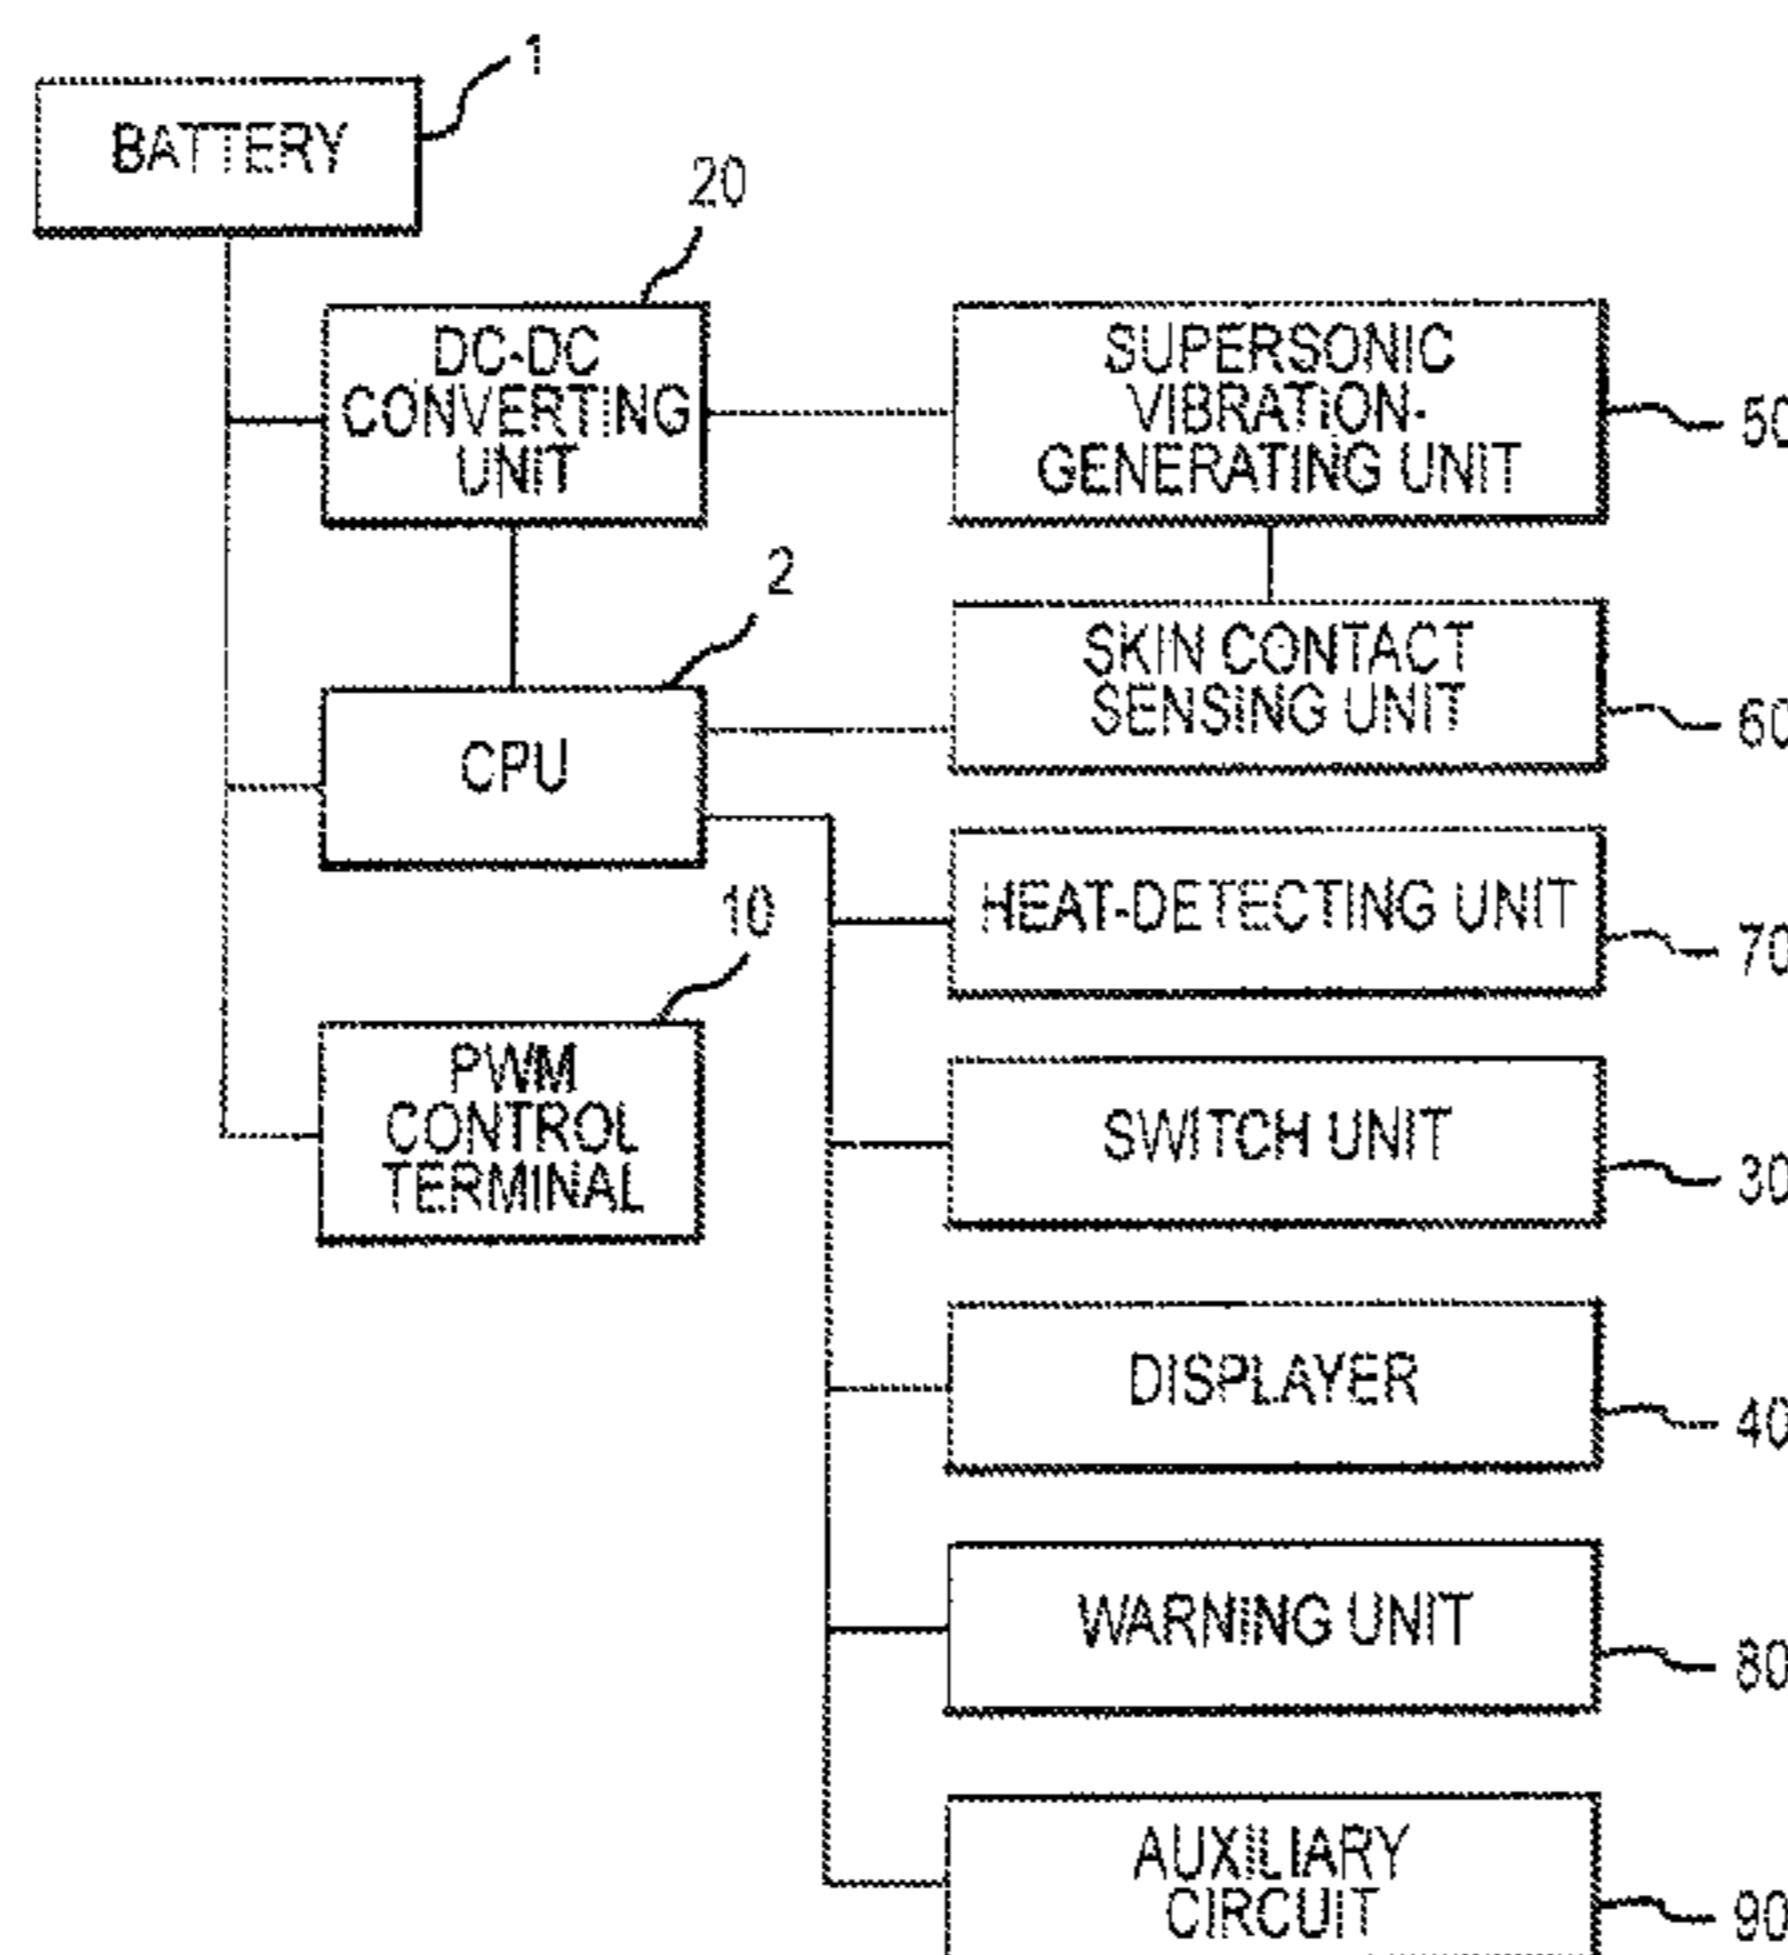 1
BATTERY
20
DC-DC
CONVERTING
UNIT
SUPERSONIC
VIBRATION-
GENERATING UNIT
50
2
SKIN CONTACT
SENSING UNIT
60
CPU
HEAT-DETECTING UNIT
70
10
PWM
CONTROL
TERMINAL
SWITCH UNIT
30
DISPLAYER
40
WARNING UNIT
80
AUXILIARY
CIRCUIT
90